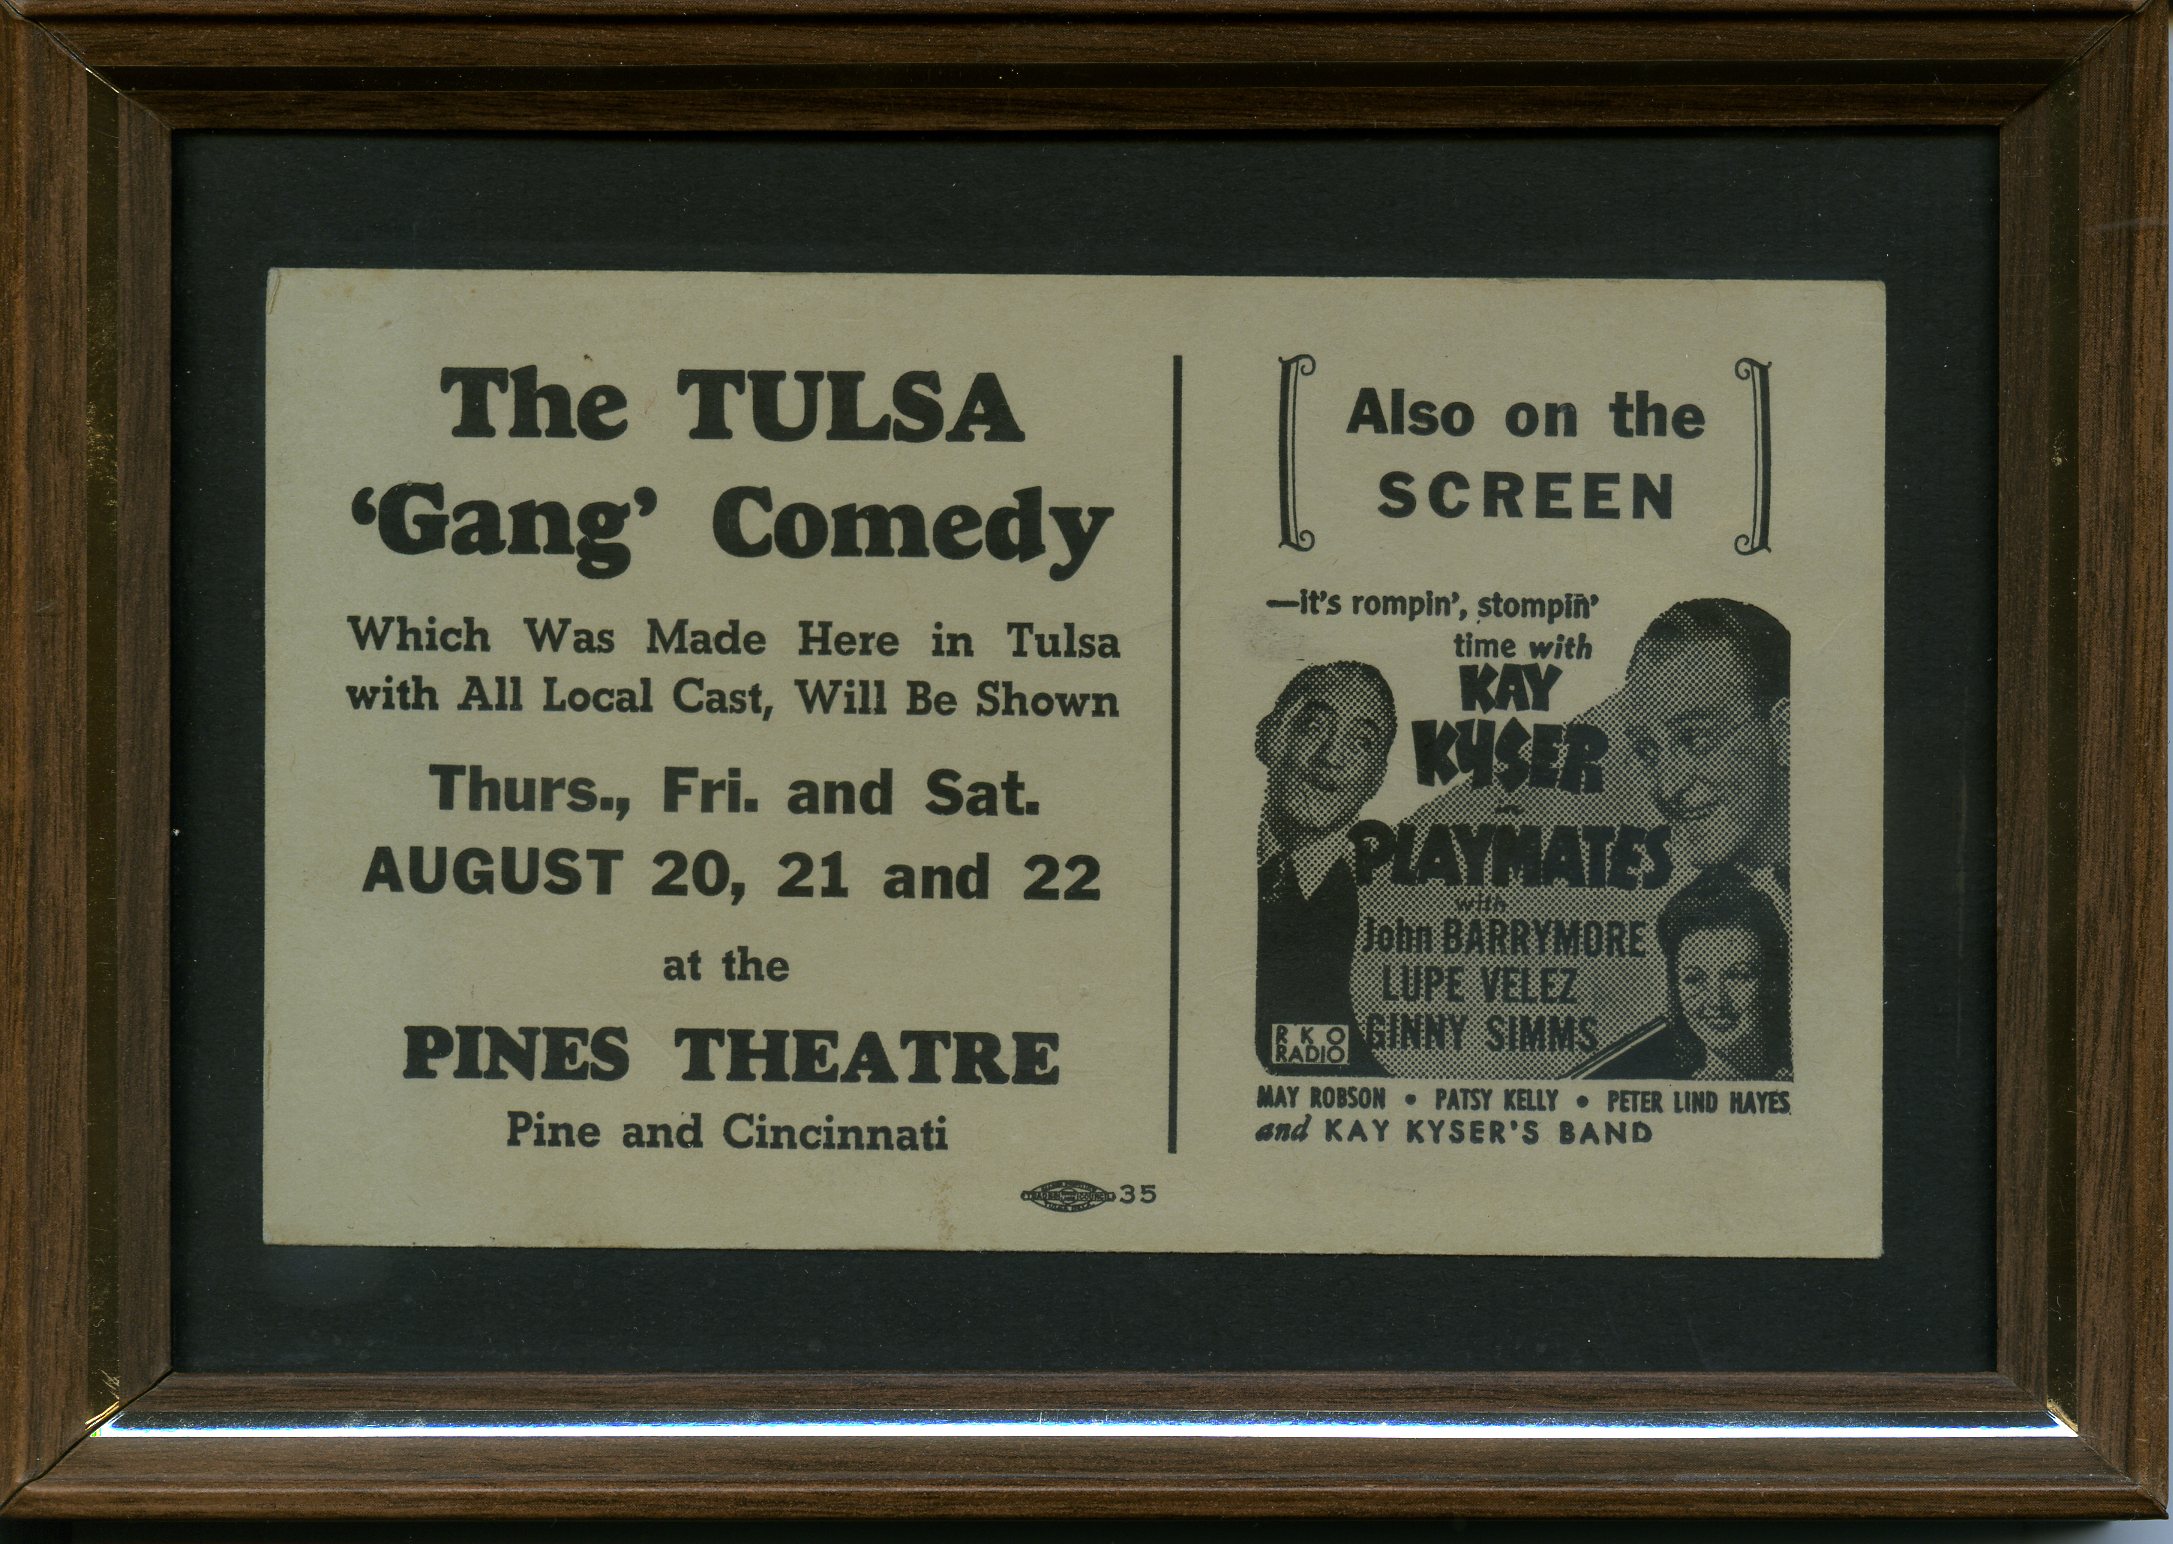 The TULSA
‘Gang’ Comedy
Which Was Made Here in Tulsa
with All Local Cast, Will Be Shown
Thurs., Fri. and Sat.
AUGUST 20, 21 and 22
at the
PINES THEATRE
Pine and Cincinnati
35
Also on the
SCREEN
—it's rompin', stompin'
time with
KAY
KYSER
in
PLAYMATES
with
John BARRYMORE
LUPE VELEZ
GINNY SIMMS
RKO
RADIO
MAY ROBSON • PATSY KELLY • PETER LIND HAYES
and KAY KYSER'S BAND